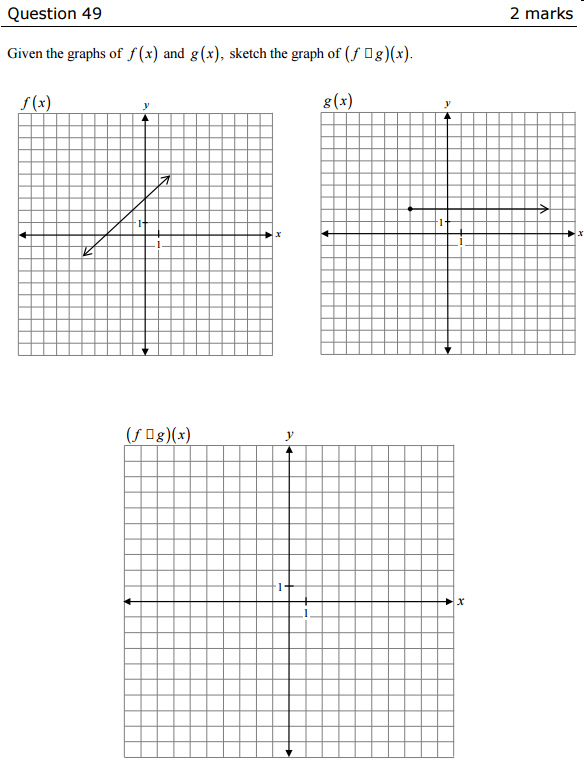 Question 49 2 marks
Given the graphs of f(x) and g(x), sketch the graph of (f □ g)(x).
f(x) y
1
x
1
g(x) y
1
x
1
(f □ g)(x) y
1
x
1